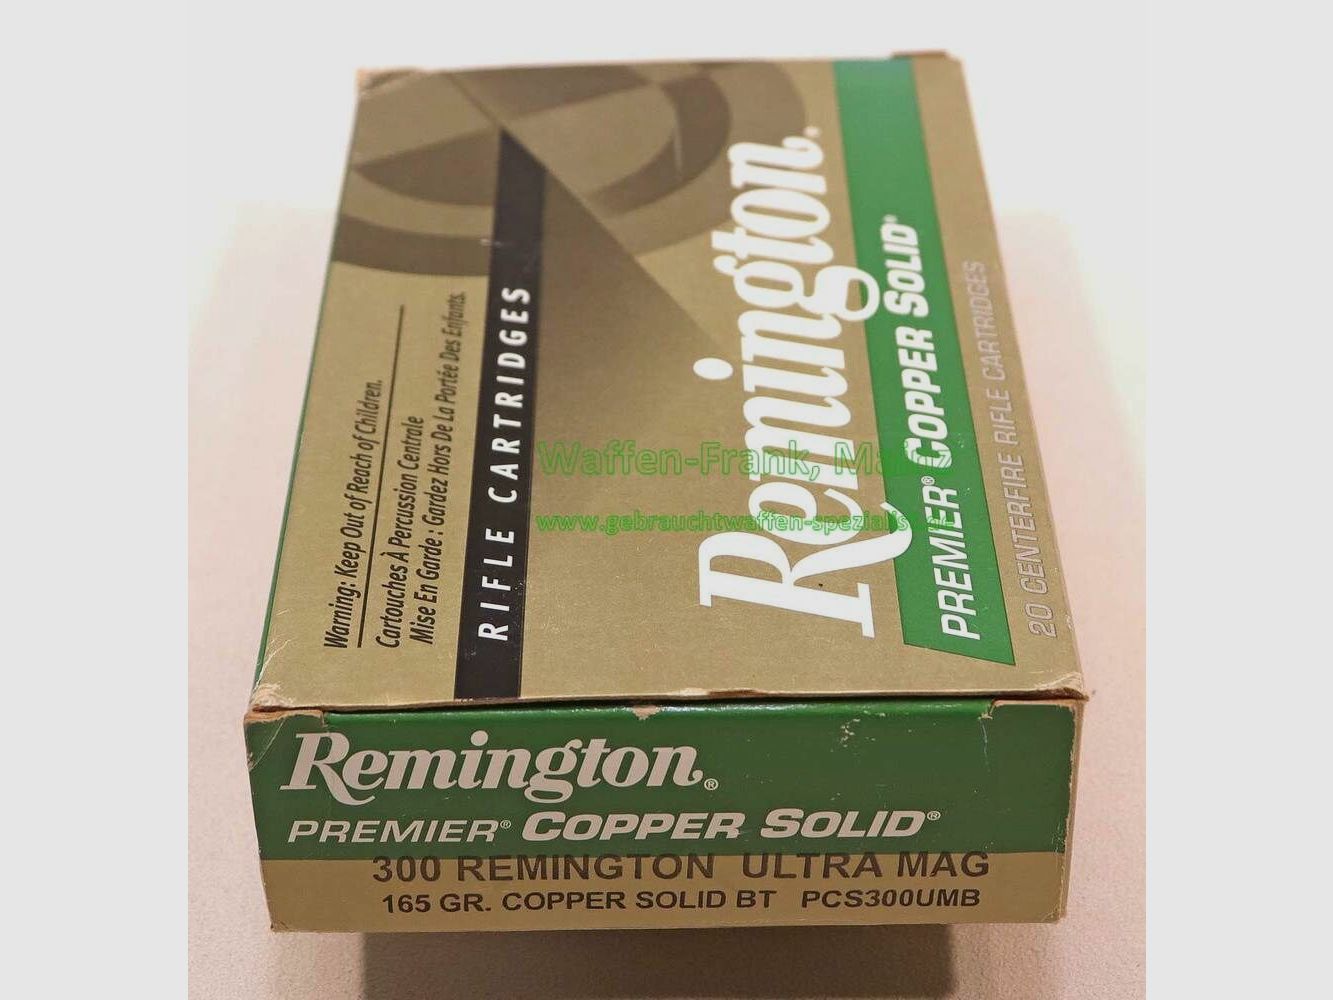 Warning: Keep Out of Reach of Children.
Cartouches À Percussion Centrale
Mise En Garde : Gardez Hors De La Portée Des Enfants.
RIFLE CARTRIDGES
Remington.
PREMIER® COPPER SOLID®
20 CENTERFIRE RIFLE CARTRIDGES
Waffen-Frank, Mainz
www.gebrauchtwaffen-spezialist
Remington®
PREMIER® COPPER SOLID®
300 REMINGTON ULTRA MAG
165 GR. COPPER SOLID BT PCS300UMB